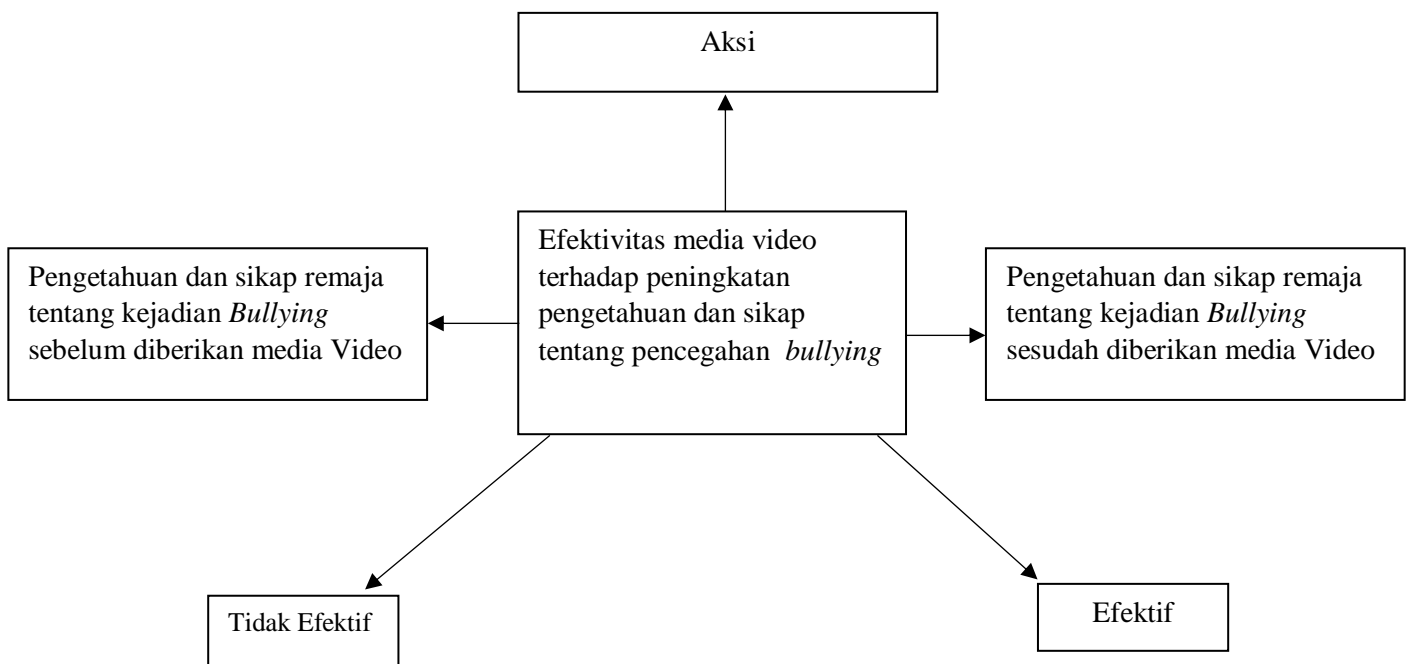 Aksi
Pengetahuan dan sikap remaja
tentang kejadian Bullying
sebelum diberikan media Video
Efektivitas media video
terhadap peningkatan
pengetahuan dan sikap
tentang pencegahan bullying
Pengetahuan dan sikap remaja
tentang kejadian Bullying
sesudah diberikan media Video
Tidak Efektif
Efektif